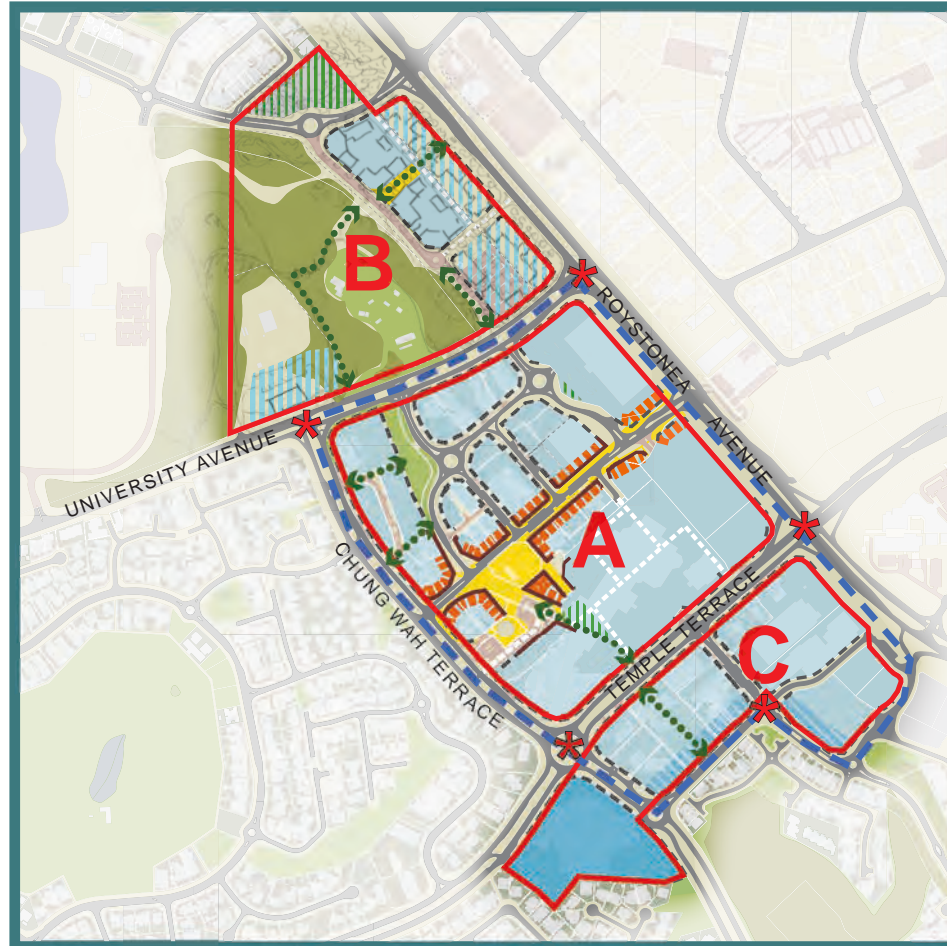 B
ROYSTONEA
AVENUE
UNIVERSITY AVENUE
A
CHUNG WAH TERRACE
TEMPLE TERRACE
C